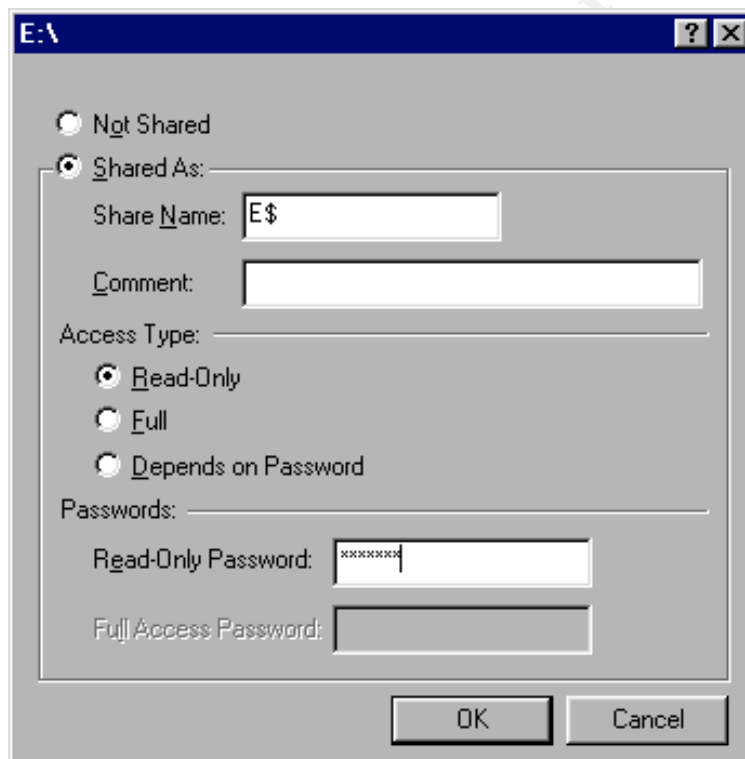 E:\
Not Shared
Shared As:
Share Name: E$
Comment:
Access Type:
Read-Only
Full
Depends on Password
Passwords:
Read-Only Password: *******
Full Access Password:
OK Cancel